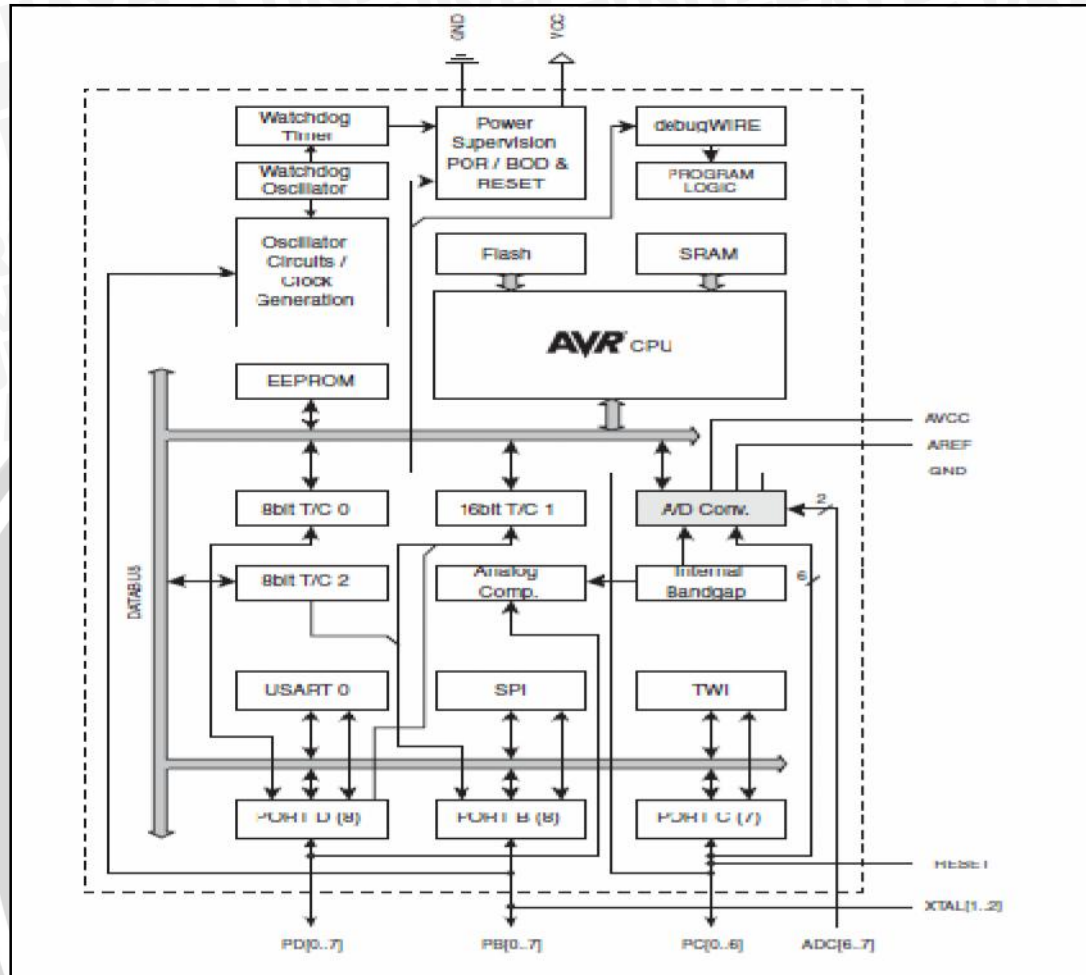 GND
VCC
Watchdog
Timer
Power
Supervision
POR / BOD &
RESET
debugWIRE
Watchdog
Oscillator
PROGRAM
LOGIC
Oscillator
Circuits /
Clock
Generation
Flash
SRAM
AVR CPU
EEPROM
AVCC
AREF
GND
8bit T/C 0
16bit T/C 1
A/D Conv.
2
DATABUS
8bit T/C 2
Analog
Comp.
Internal
Bandgap
6
USART 0
SPI
TWI
PORT D (8)
PORT B (8)
PORT C (7)
RESET
XTAL[1..2]
PD[0..7]
PB[0..7]
PC[0..6]
ADC[6..7]